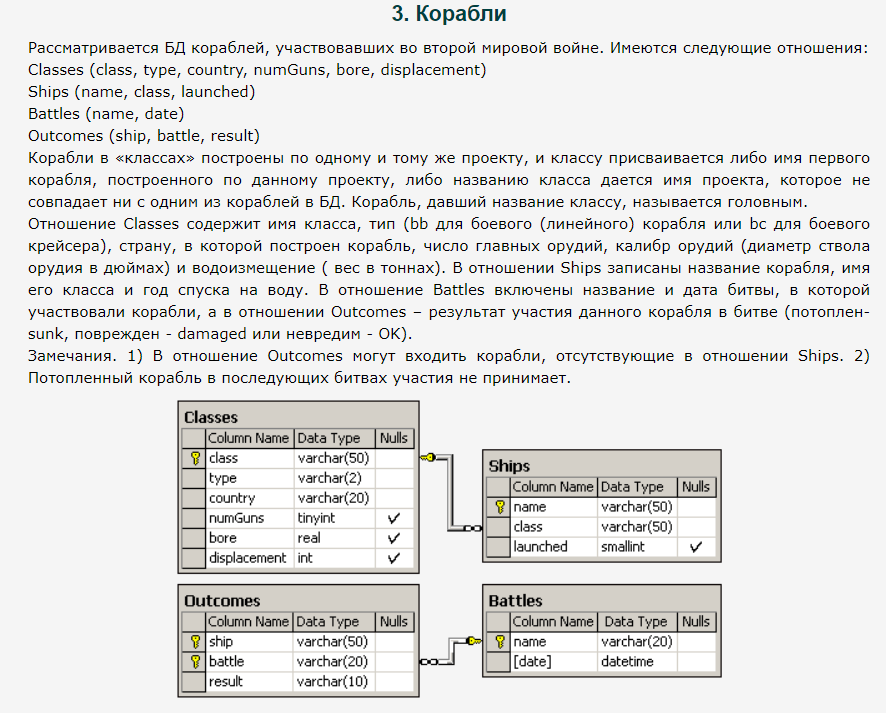 3. Корабли
Рассматривается БД кораблей, участвовавших во второй мировой войне. Имеются следующие отношения:
Classes (class, type, country, numGuns, bore, displacement)
Ships (name, class, launched)
Battles (name, date)
Outcomes (ship, battle, result)
Корабли в «классах» построены по одному и тому же проекту, и классу присваивается либо имя первого
корабля, построенного по данному проекту, либо названию класса дается имя проекта, которое не
совпадает ни с одним из кораблей в БД. Корабль, давший название классу, называется головным.
Отношение Classes содержит имя класса, тип (bb для боевого (линейного) корабля или bc для боевого
крейсера), страну, в которой построен корабль, число главных орудий, калибр орудий (диаметр ствола
орудия в дюймах) и водоизмещение ( вес в тоннах). В отношении Ships записаны название корабля, имя
его класса и год спуска на воду. В отношение Battles включены название и дата битвы, в которой
участвовали корабли, а в отношении Outcomes – результат участия данного корабля в битве (потоплен-
sunk, поврежден - damaged или невредим - OK).
Замечания. 1) В отношение Outcomes могут входить корабли, отсутствующие в отношении Ships. 2)
Потопленный корабль в последующих битвах участия не принимает.
Classes
Column Name Data Type Nulls
class varchar(50)
type varchar(2)
country varchar(20)
numGuns tinyint ✓
bore real ✓
displacement int ✓
Ships
Column Name Data Type Nulls
name varchar(50)
class varchar(50)
launched smallint ✓
Outcomes
Column Name Data Type Nulls
ship varchar(50)
battle varchar(20)
result varchar(10)
Battles
Column Name Data Type Nulls
name varchar(20)
[date] datetime